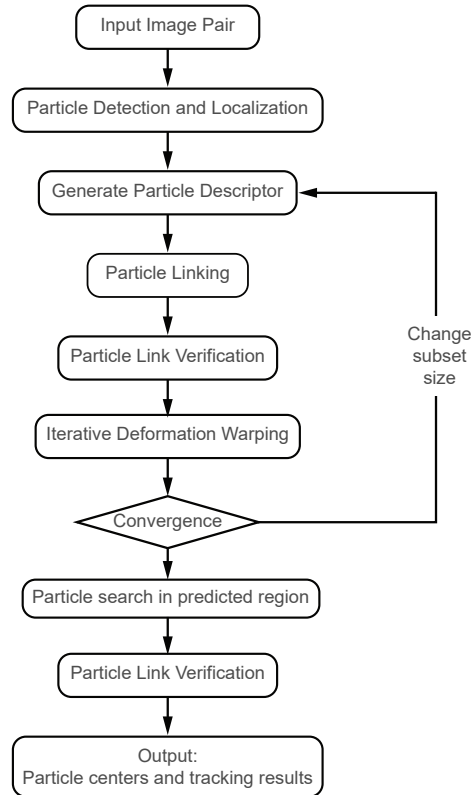 Input Image Pair
Particle Detection and Localization
Generate Particle Descriptor
Particle Linking
Particle Link Verification
Iterative Deformation Warping
Convergence
Change
subset
size
Particle search in predicted region
Particle Link Verification
Output:
Particle centers and tracking results